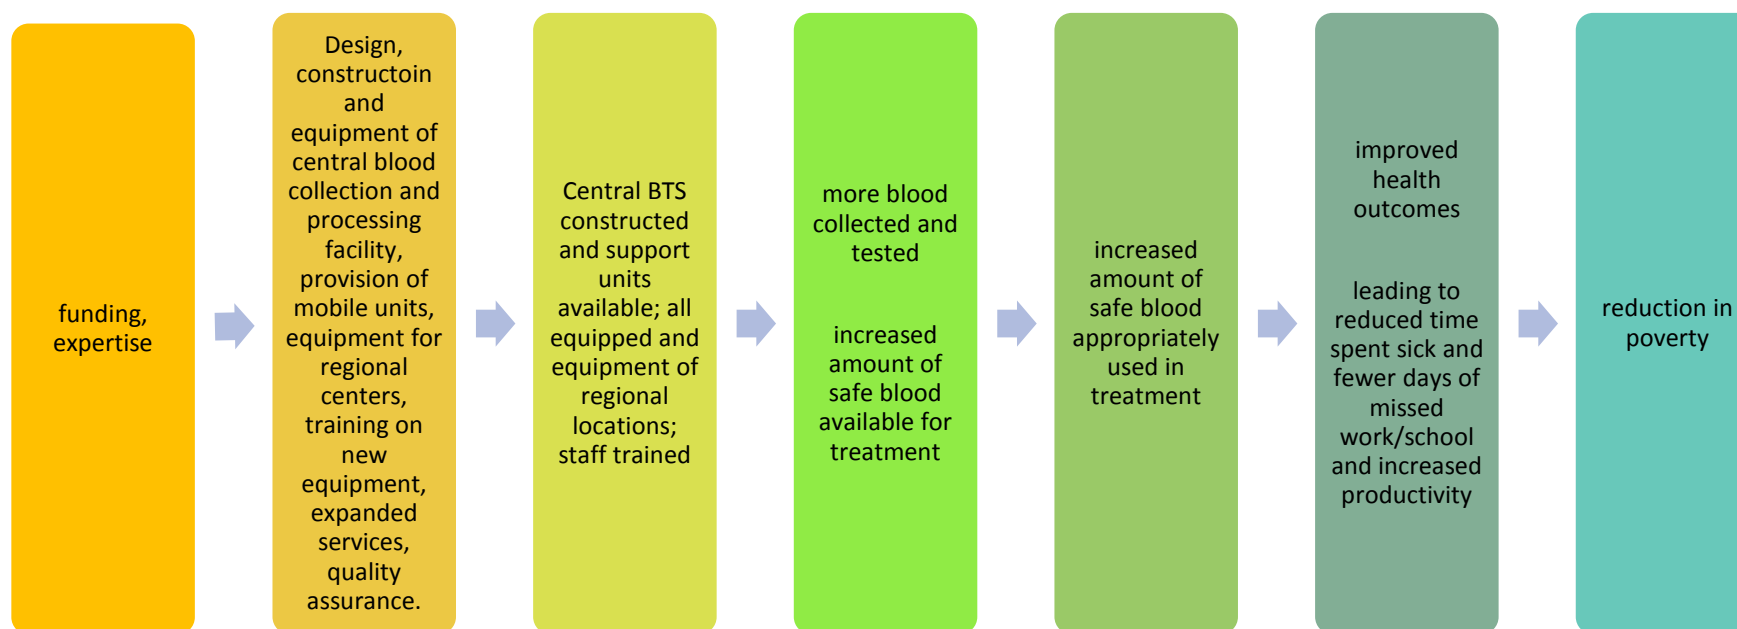 funding,
expertise
Design,
constructoin
and
equipment of
central blood
collection and
processing
facility,
provision of
mobile units,
equipment for
regional
centers,
training on
new
equipment,
expanded
services,
quality
assurance.
Central BTS
constructed
and support
units
available; all
equipped and
equipment of
regional
locations;
staff trained
more blood
collected and
tested
increased
amount of
safe blood
available for
treatment
increased
amount of
safe blood
appropriately
used in
treatment
improved
health
outcomes
leading to
reduced time
spent sick and
fewer days of
missed
work/school
and increased
productivity
reduction in
poverty